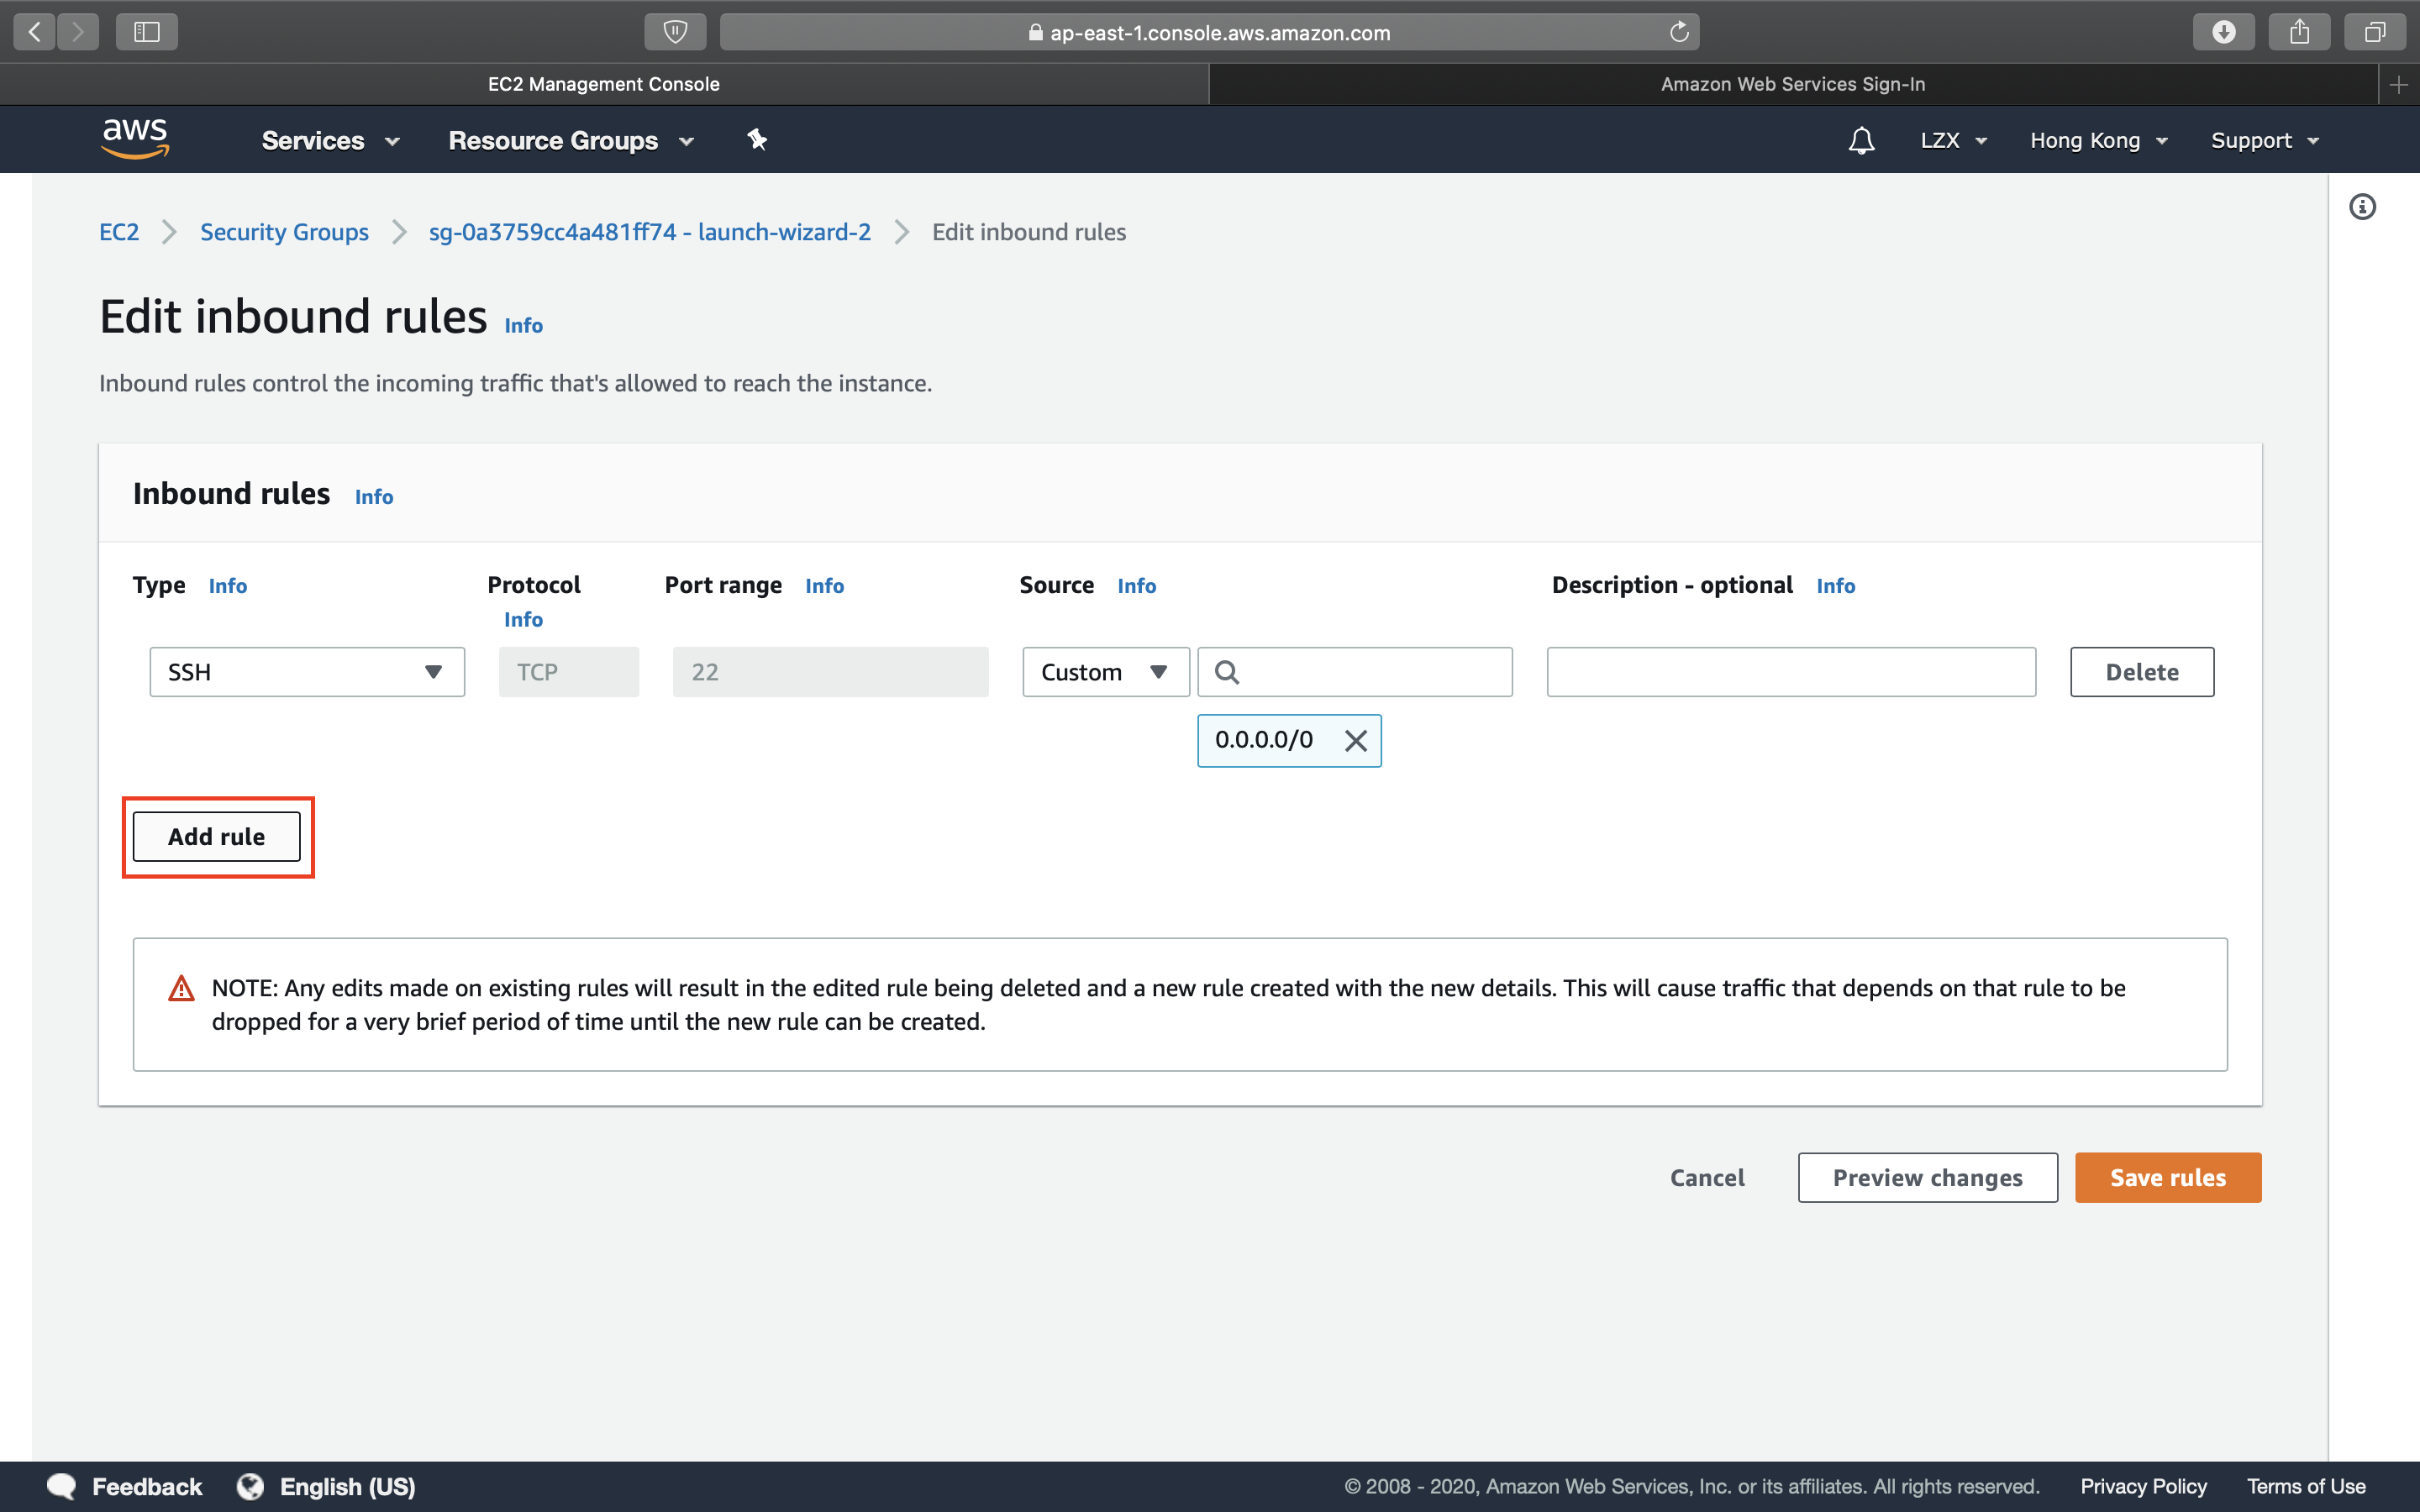 ap-east-1.console.aws.amazon.com
EC2 Management Console
Amazon Web Services Sign-In
aws
Services
Resource Groups
LZX
Hong Kong
Support
EC2
Security Groups
sg-0a3759cc4a481ff74 - launch-wizard-2
Edit inbound rules
Edit inbound rules Info
Inbound rules control the incoming traffic that's allowed to reach the instance.
Inbound rules Info
Type Info
Protocol Info
Port range Info
Source Info
Description - optional Info
SSH
TCP
22
Custom
Delete
0.0.0.0/0
Add rule
NOTE: Any edits made on existing rules will result in the edited rule being deleted and a new rule created with the new details. This will cause traffic that depends on that rule to be
dropped for a very brief period of time until the new rule can be created.
Cancel
Preview changes
Save rules
Feedback
English (US)
© 2008 - 2020, Amazon Web Services, Inc. or its affiliates. All rights reserved.
Privacy Policy
Terms of Use